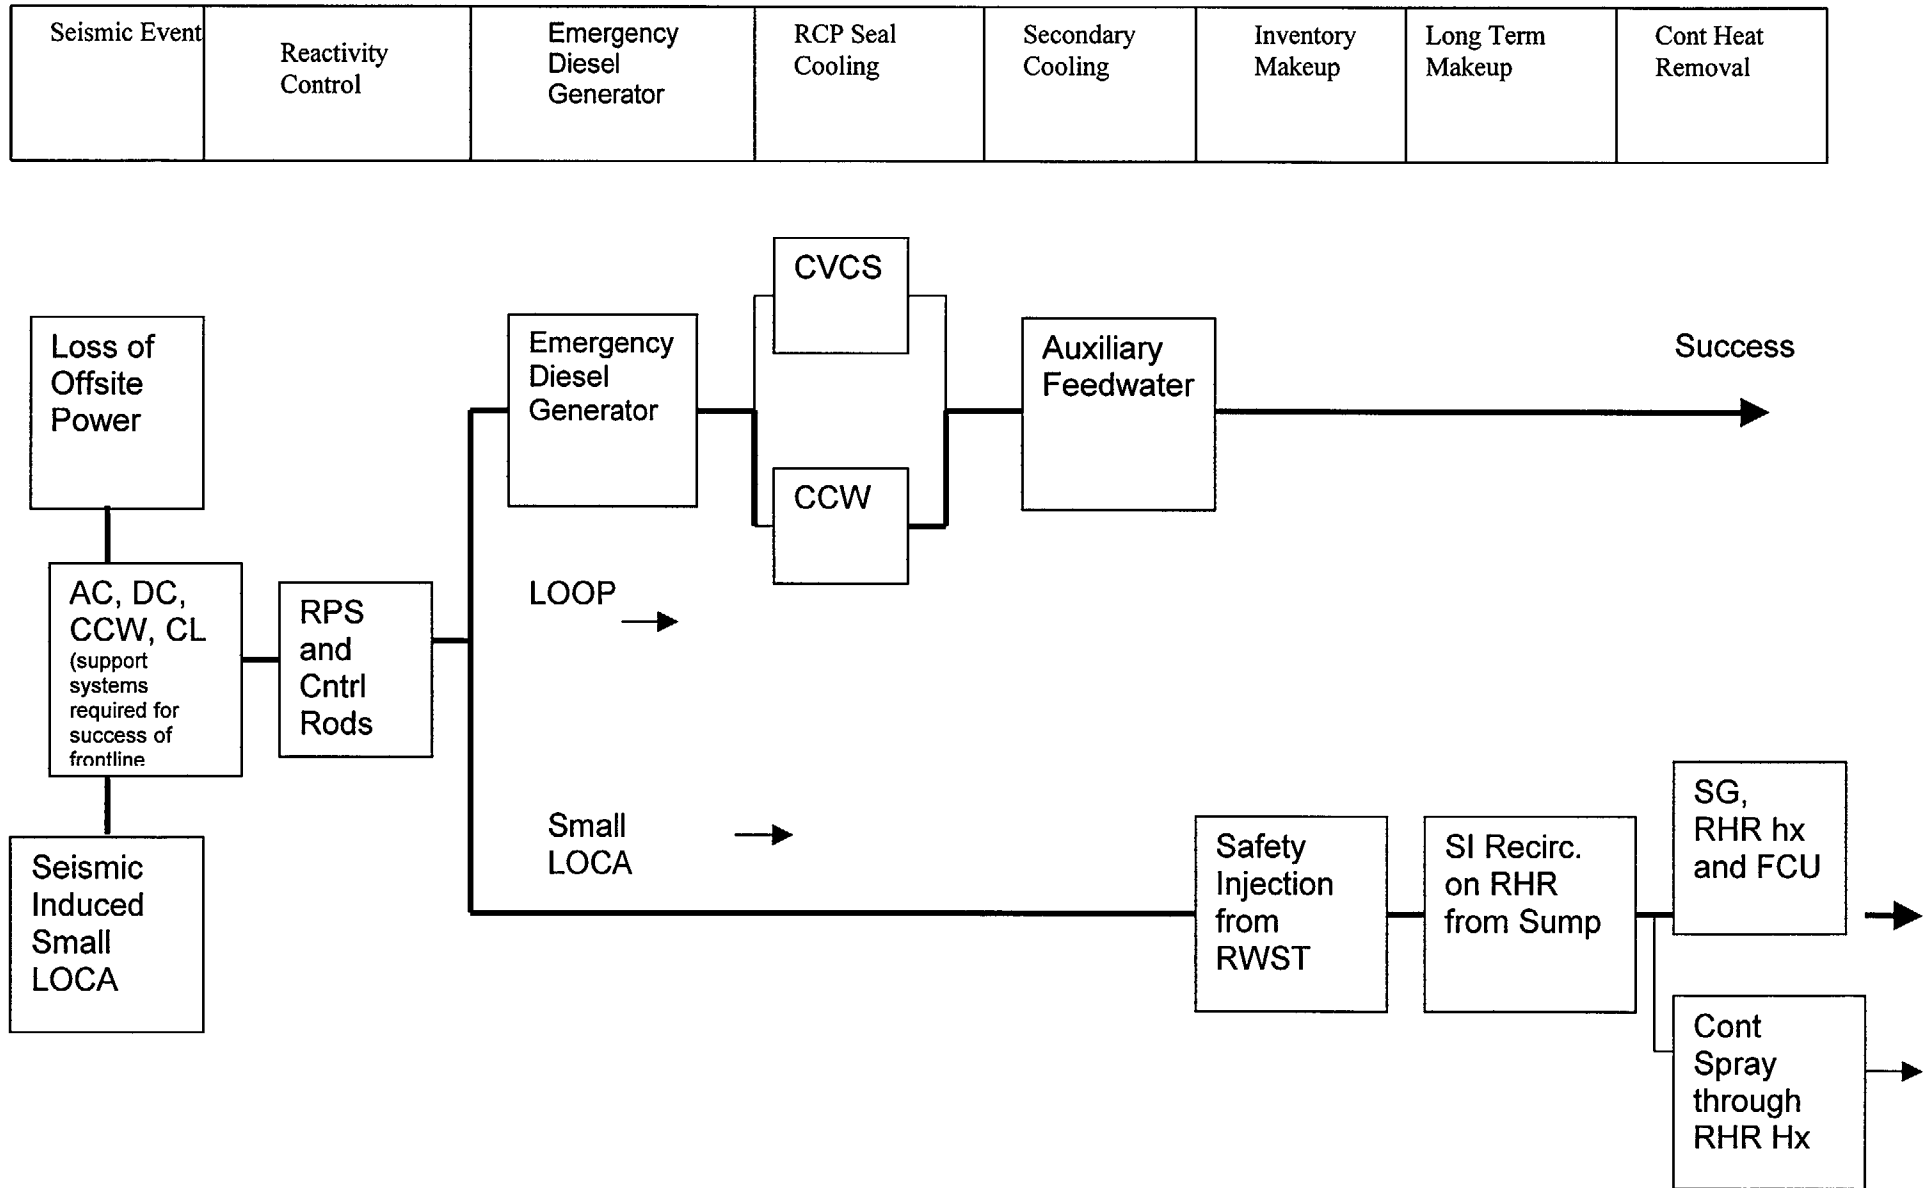 Seismic Event
Reactivity
Control
Emergency
Diesel
Generator
RCP Seal
Cooling
Secondary
Cooling
Inventory
Makeup
Long Term
Makeup
Cont Heat
Removal
CVCS
Loss of
Offsite
Power
Emergency
Diesel
Generator
Auxiliary
Feedwater
Success
CCW
AC, DC,
CCW, CL
(support
systems
required for
success of
frontline
RPS
and
Cntrl
Rods
LOOP
Small
LOCA
Seismic
Induced
Small
LOCA
Safety
Injection
from
RWST
SI Recirc.
on RHR
from Sump
SG,
RHR hx
and FCU
Cont
Spray
through
RHR Hx